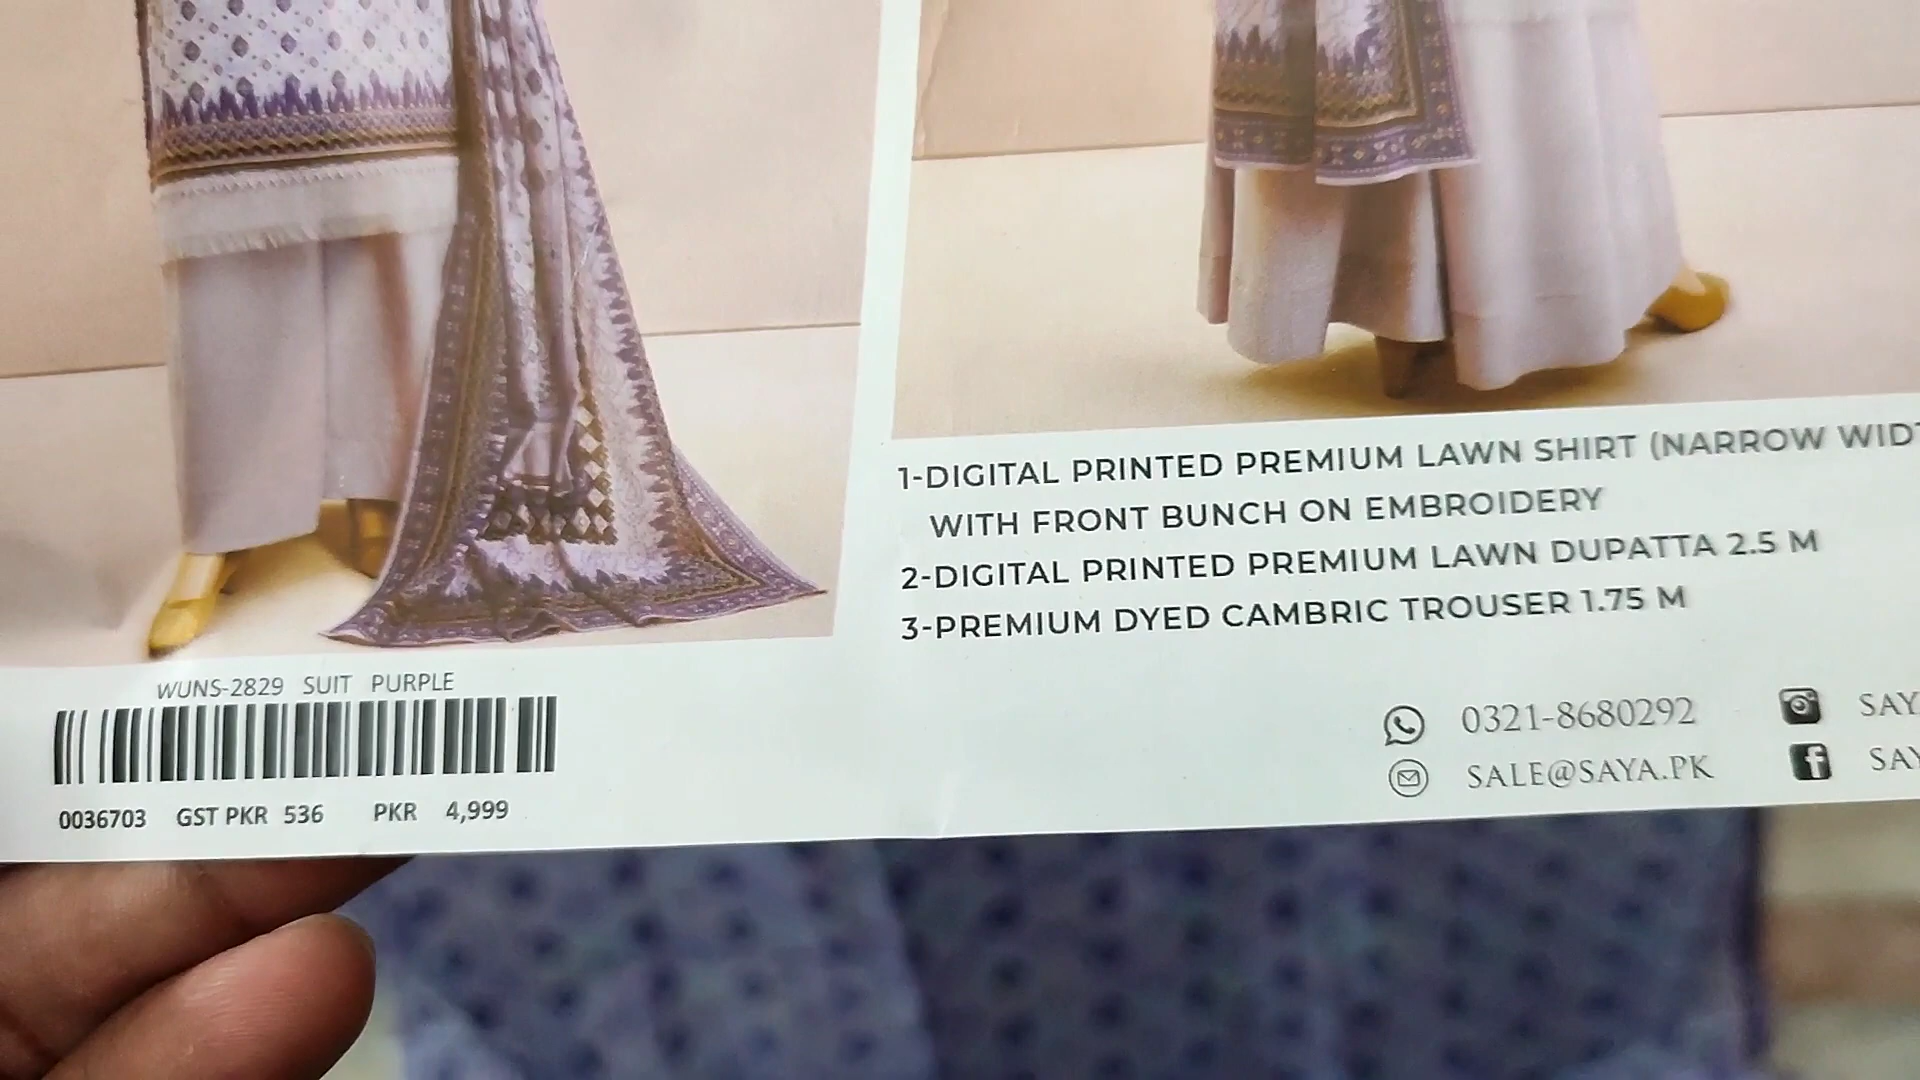 1-DIGITAL PRINTED PREMIUM LAWN SHIRT (NARROW
WITH FRONT BUNCH ON EMBROIDERY
2-DIGITAL PRINTED PREMIUM LAWN DUPATTA 2.5 M
3-PREMIUM DYED CAMBRIC TROUSER 1.75 M
WUNS-2829 SUIT PURPLE
0036703 GST PKR 536 PKR 4,999
0321-8680292
SALE@SAYA.PK